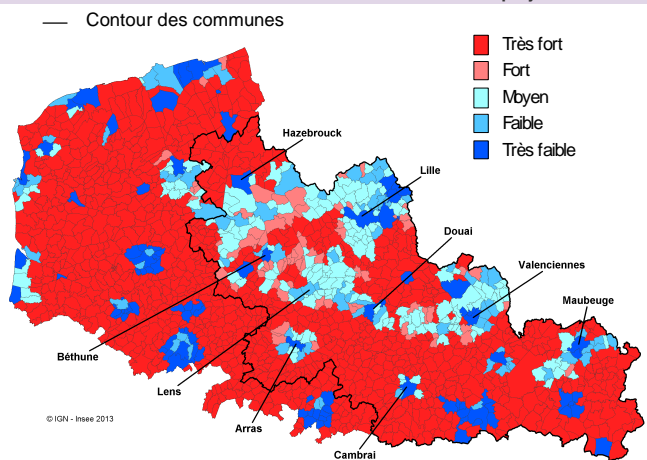 Contour des communes
Très fort
Fort
Moyen
Faible
Très faible
Hazebrouck
Lille
Douai
Valenciennes
Maubeuge
Béthune
Lens
Arras
Cambrai
© IGN - Insee 2013